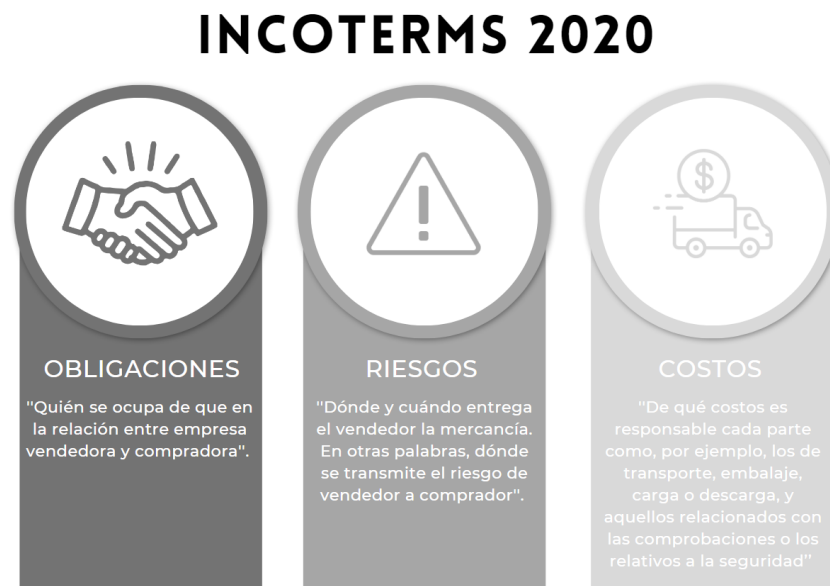 INCOTERMS 2020
$
OBLIGACIONES
"Quién se ocupa de que en
la relación entre empresa
vendedora y compradora".
RIESGOS
"Dónde y cuándo entrega
el vendedor la mercancía.
En otras palabras, dónde
se transmite el riesgo de
vendedor a comprador".
COSTOS
"De qué costos es
responsable cada parte
como, por ejemplo, los de
transporte, embalaje,
carga o descarga, y
aquellos relacionados con
las comprobaciones o los
relativos a la seguridad"